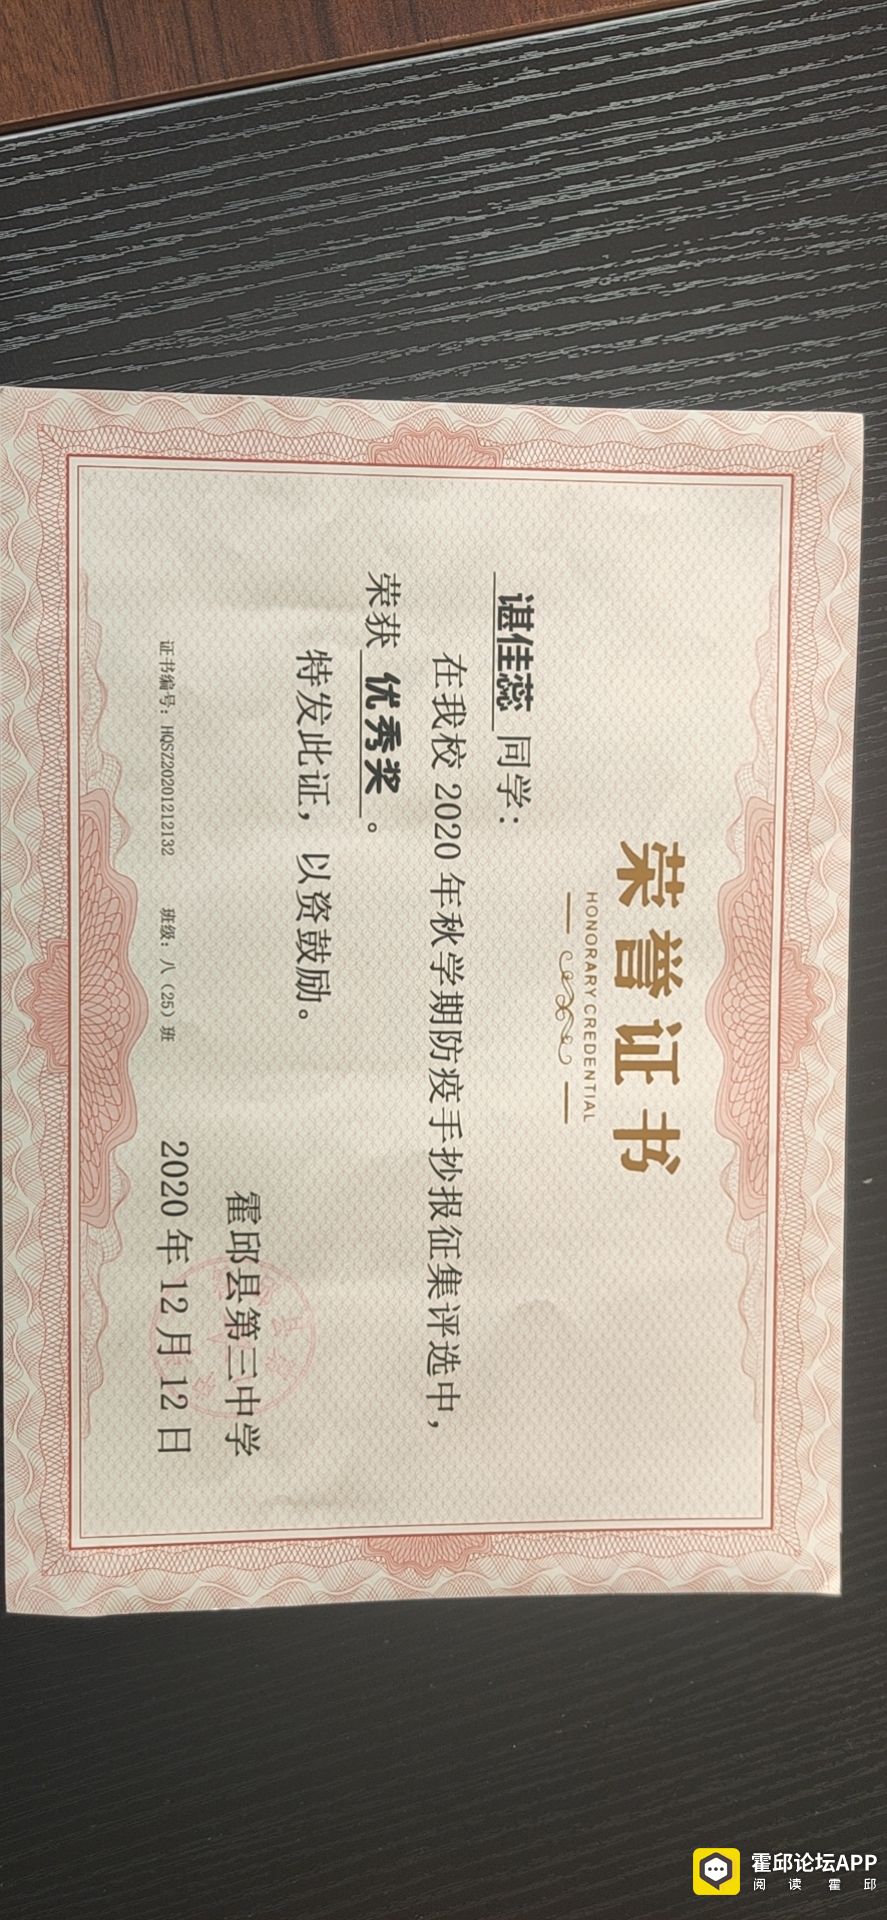 荣誉证书
HONORARY CREDENTIAL
谌佳蕊 同学：
在我校 2020 年秋学期防疫手抄报征集评选中，
荣获 优秀奖 。
特发此证，以资鼓励。
霍邱县第三中学
证书编号：HQSZ20201212132 班级：八（25）班
2020 年 12 月 12 日
霍邱论坛APP
阅读霍邱